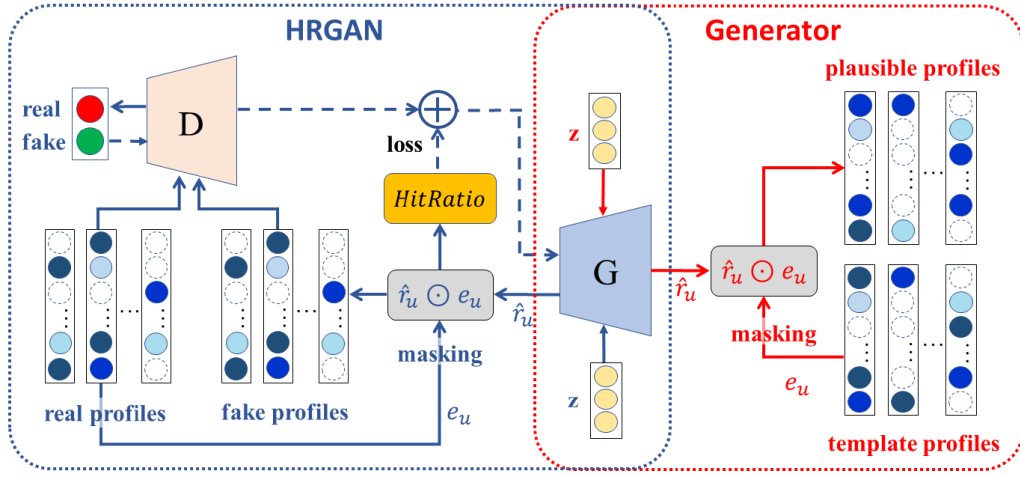 HRGAN
Generator
real
fake
D
loss
HitRatio
r̂ᵤ ⊙ eᵤ
masking
r̂ᵤ
real profiles
fake profiles
eᵤ
z
G
z
r̂ᵤ
r̂ᵤ ⊙ eᵤ
masking
eᵤ
plausible profiles
......
......
template profiles